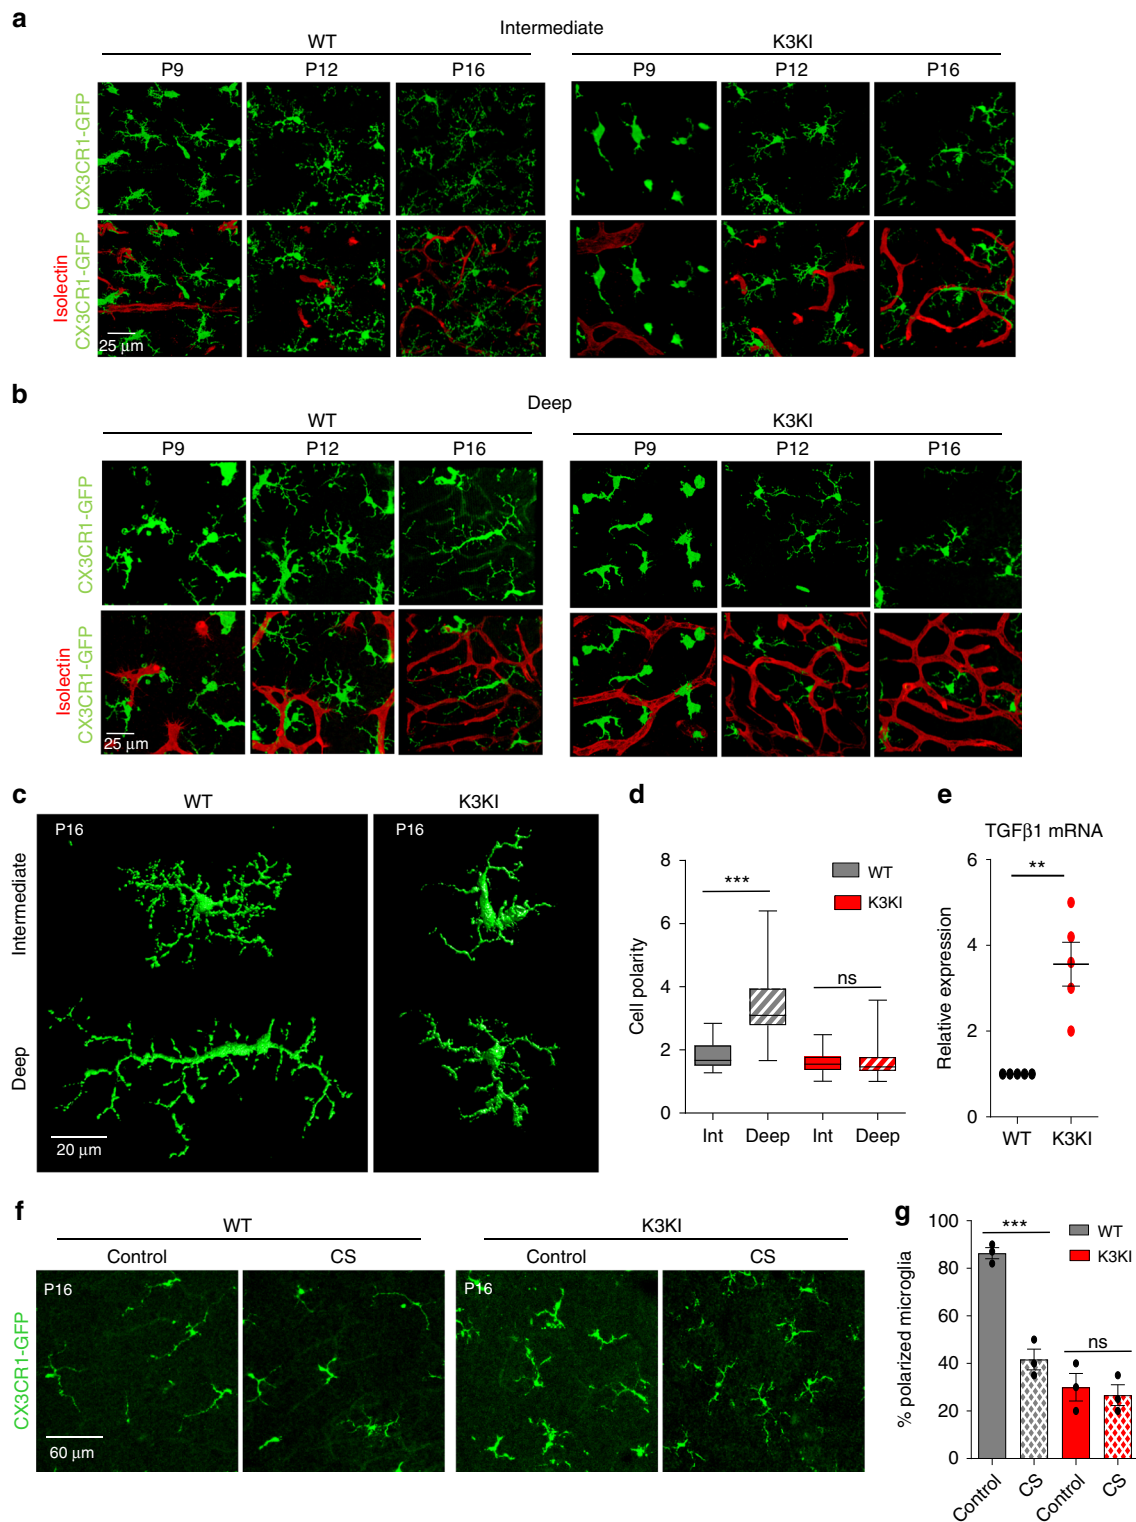 a
Intermediate
WT
K3KI
P9
P12
P16
P9
P12
P16
CX3CR1-GFP
Isolectin
CX3CR1-GFP
25 μm
b
Deep
WT
K3KI
P9
P12
P16
P9
P12
P16
CX3CR1-GFP
Isolectin
CX3CR1-GFP
25 μm
c
WT
K3KI
P16
P16
Intermediate
Deep
20 μm
d
8
6
4
2
0
Cell polarity
***
ns
WT
K3KI
Int
Deep
Int
Deep
e
TGFβ1 mRNA
6
4
2
0
Relative expression
**
WT
K3KI
f
WT
K3KI
Control
CS
Control
CS
P16
P16
CX3CR1-GFP
60 μm
g
100
80
60
40
20
0
% polarized microglia
***
ns
WT
K3KI
Control
CS
Control
CS